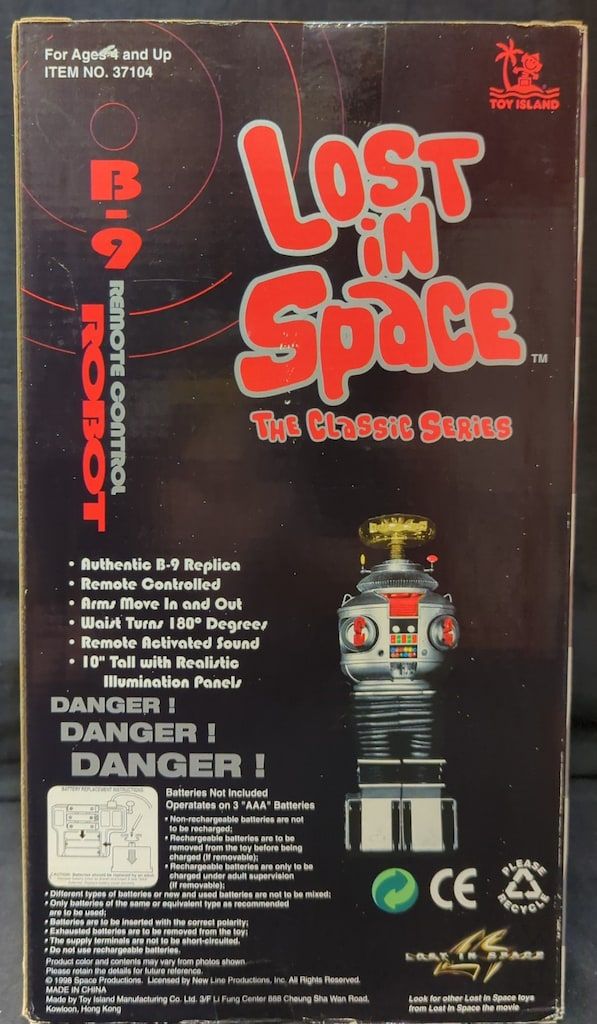 For Ages 4 and Up
ITEM NO. 37104
TOY ISLAND
B-9
REMOTE CONTROL
ROBOT
LOST
IN
SPACE
™
THE CLASSIC SERIES
• Authentic B-9 Replica
• Remote Controlled
• Arms Move In and Out
• Waist Turns 180° Degrees
• Remote Activated Sound
• 10" Tall with Realistic
Illumination Panels
DANGER !
DANGER !
DANGER !
BATTERY REPLACEMENT INSTRUCTIONS
CAUTION: Batteries should be replaced by an adult.
Batteries Not Included
Operatates on 3 "AAA" Batteries
• Non-rechargeable batteries are not
to be recharged;
• Rechargeable batteries are to be
removed from the toy before being
charged (If removable);
• Rechargeable batteries are only to be
charged under adult supervision
(If removable);
• Different types of batteries or new and used batteries are not to be mixed;
• Only batteries of the same or equivalent type as recommended
are to be used;
• Batteries are to be inserted with the correct polarity;
• Exhausted batteries are to be removed from the toy;
• The supply terminals are not to be short-circuited.
• Do not use rechargeable batteries.
Product color and contents may vary from photos shown.
Please retain the details for future reference.
© 1998 Space Productions. Licensed by New Line Productions, Inc. All Rights Reserved.
MADE IN CHINA
Made by Toy Island Manufacturing Co. Ltd. 3/F Li Fung Center 888 Cheung Sha Wan Road,
Kowloon, Hong Kong
CE
PLEASE
RECYCLE
LOST IN SPACE
Look for other Lost in Space toys
from Lost in Space the movie